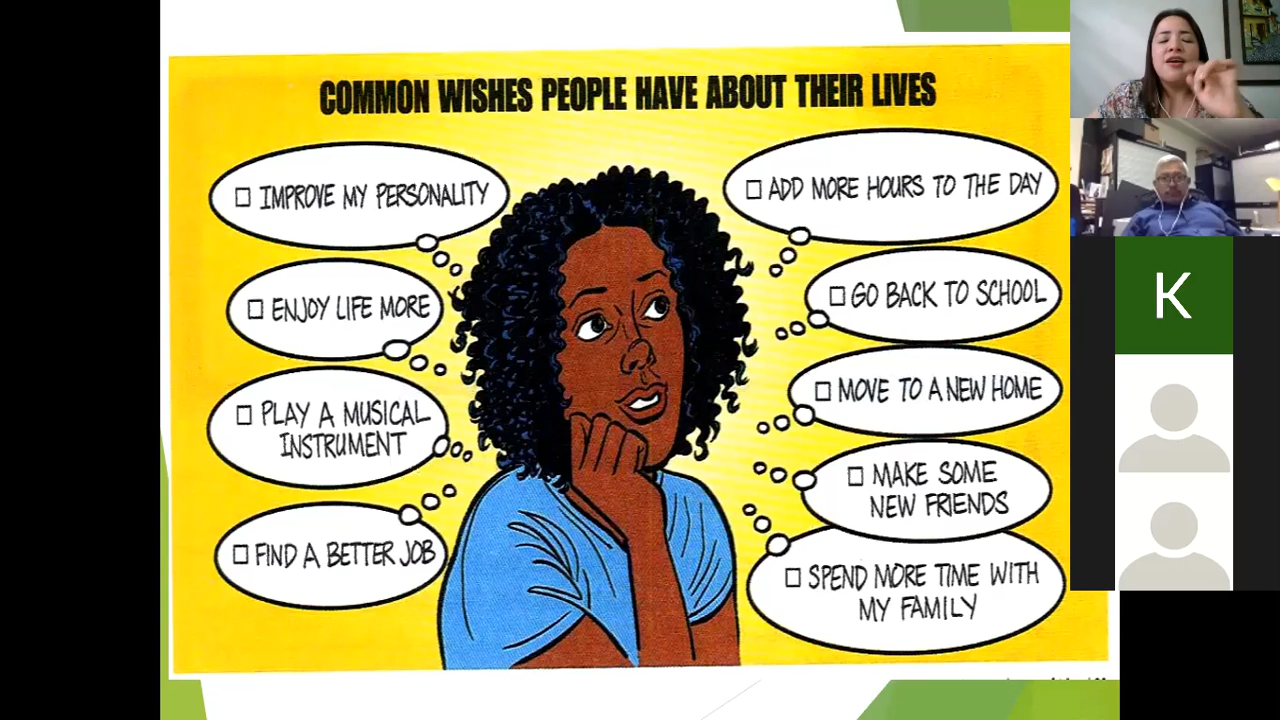 COMMON WISHES PEOPLE HAVE ABOUT THEIR LIVES
IMPROVE MY PERSONALITY
ENJOY LIFE MORE
PLAY A MUSICAL
INSTRUMENT
FIND A BETTER JOB
ADD MORE HOURS TO THE DAY
GO BACK TO SCHOOL
MOVE TO A NEW HOME
MAKE SOME
NEW FRIENDS
SPEND MORE TIME WITH
MY FAMILY
K